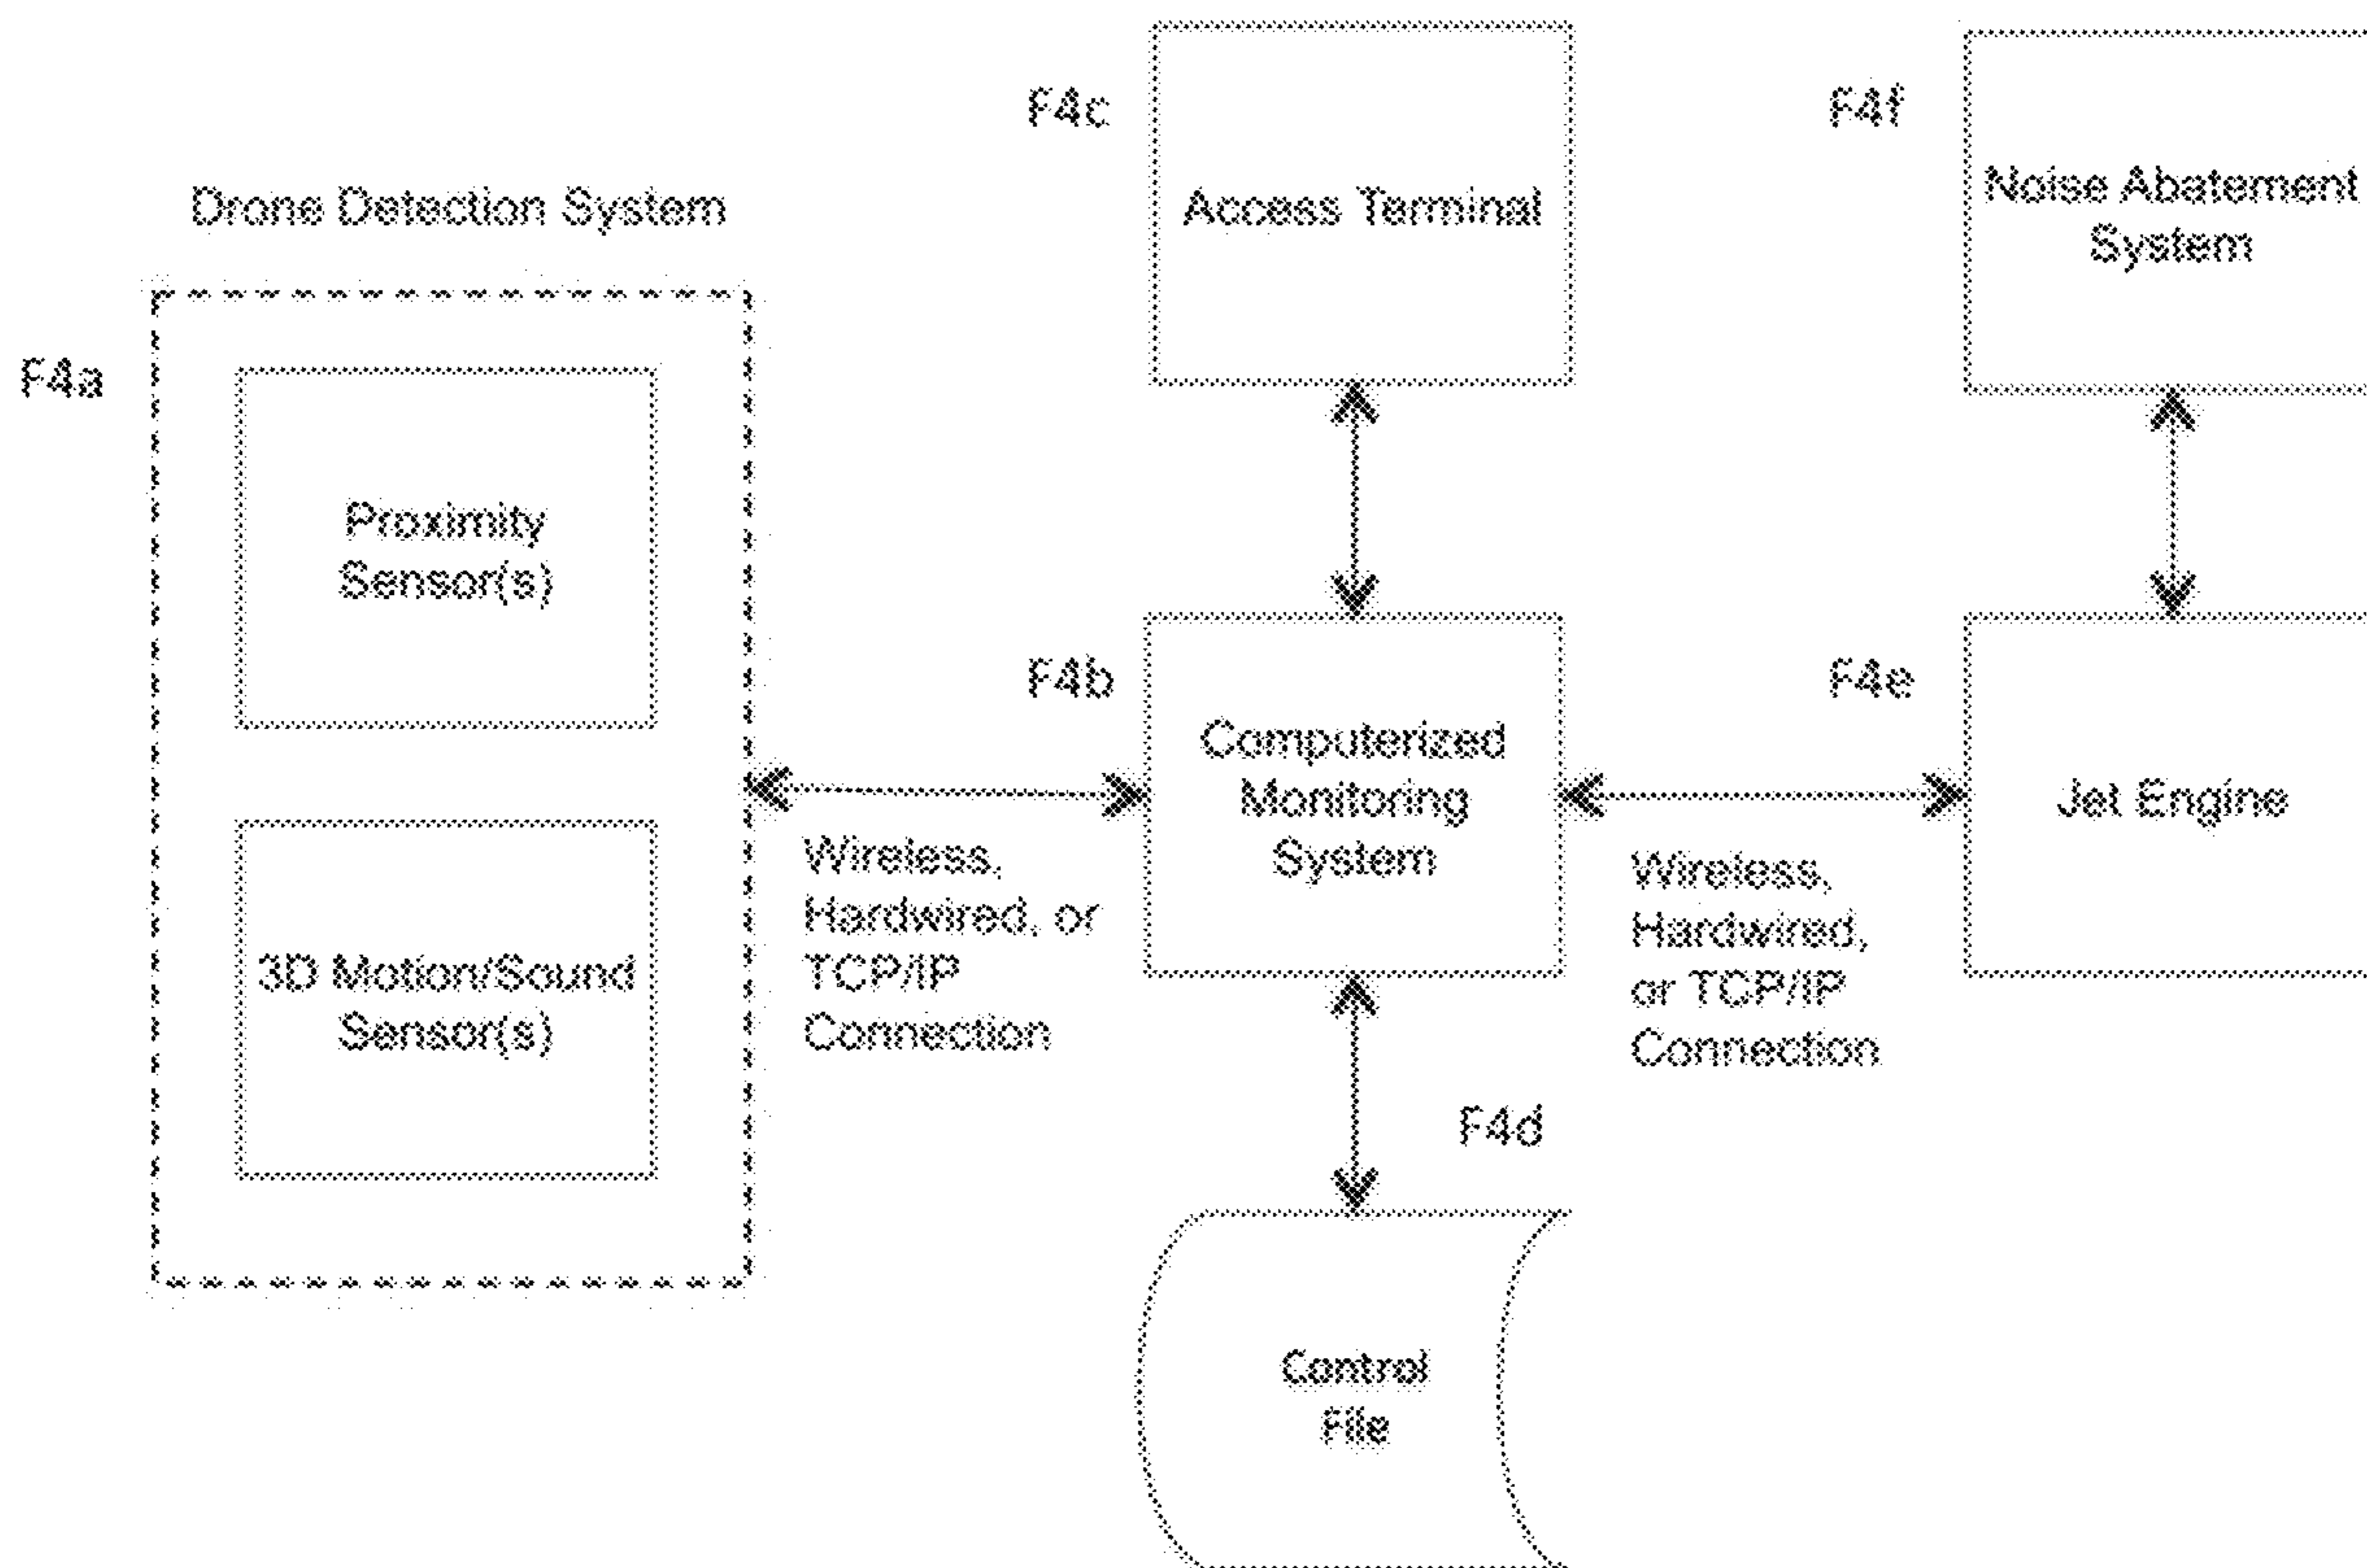 Drone Detection System
F4a
Proximity
Sensor(s)
3D Motion/Sound
Sensor(s)
Wireless,
Hardwired, or
TCP/IP
Connection
F4c
Access Terminal
F4b
Computerized
Monitoring
System
F4d
Control
File
Wireless,
Hardwired,
or TCP/IP
Connection
F4f
Noise Abatement
System
F4e
Jet Engine